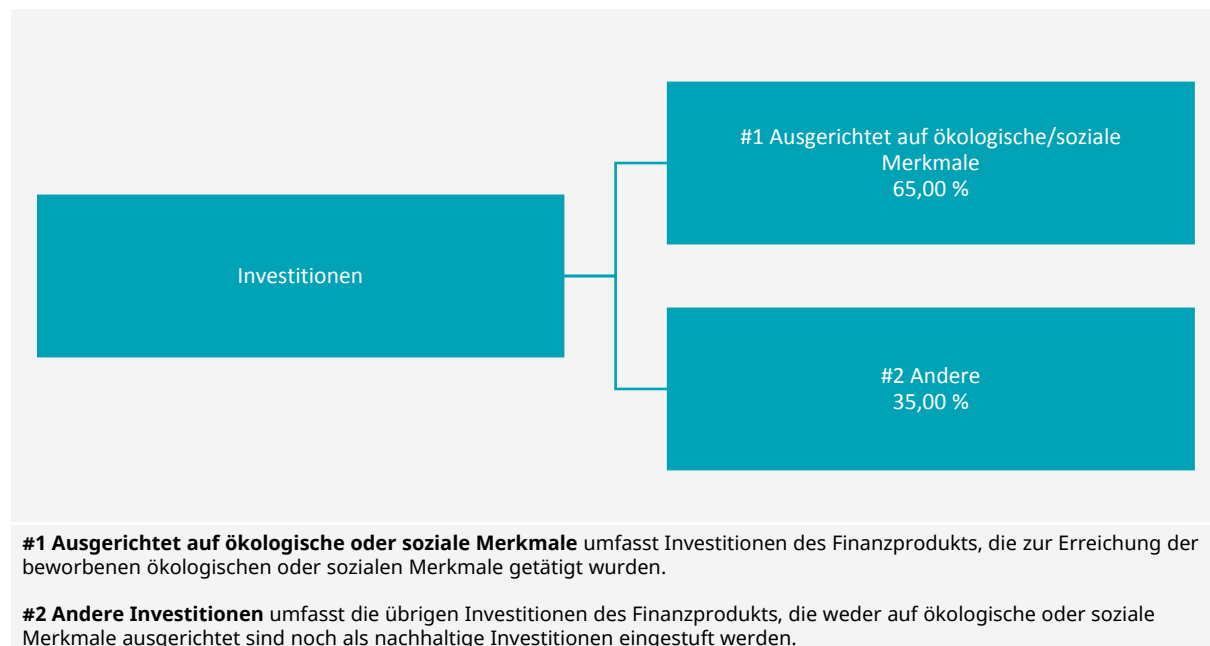 #1 Ausgerichtet auf ökologische/soziale
Merkmale
65,00 %
Investitionen
#2 Andere
35,00 %
#1 Ausgerichtet auf ökologische oder soziale Merkmale umfasst Investitionen des Finanzprodukts, die zur Erreichung der
beworbenen ökologischen oder sozialen Merkmale getätigt wurden.
#2 Andere Investitionen umfasst die übrigen Investitionen des Finanzprodukts, die weder auf ökologische oder soziale
Merkmale ausgerichtet sind noch als nachhaltige Investitionen eingestuft werden.